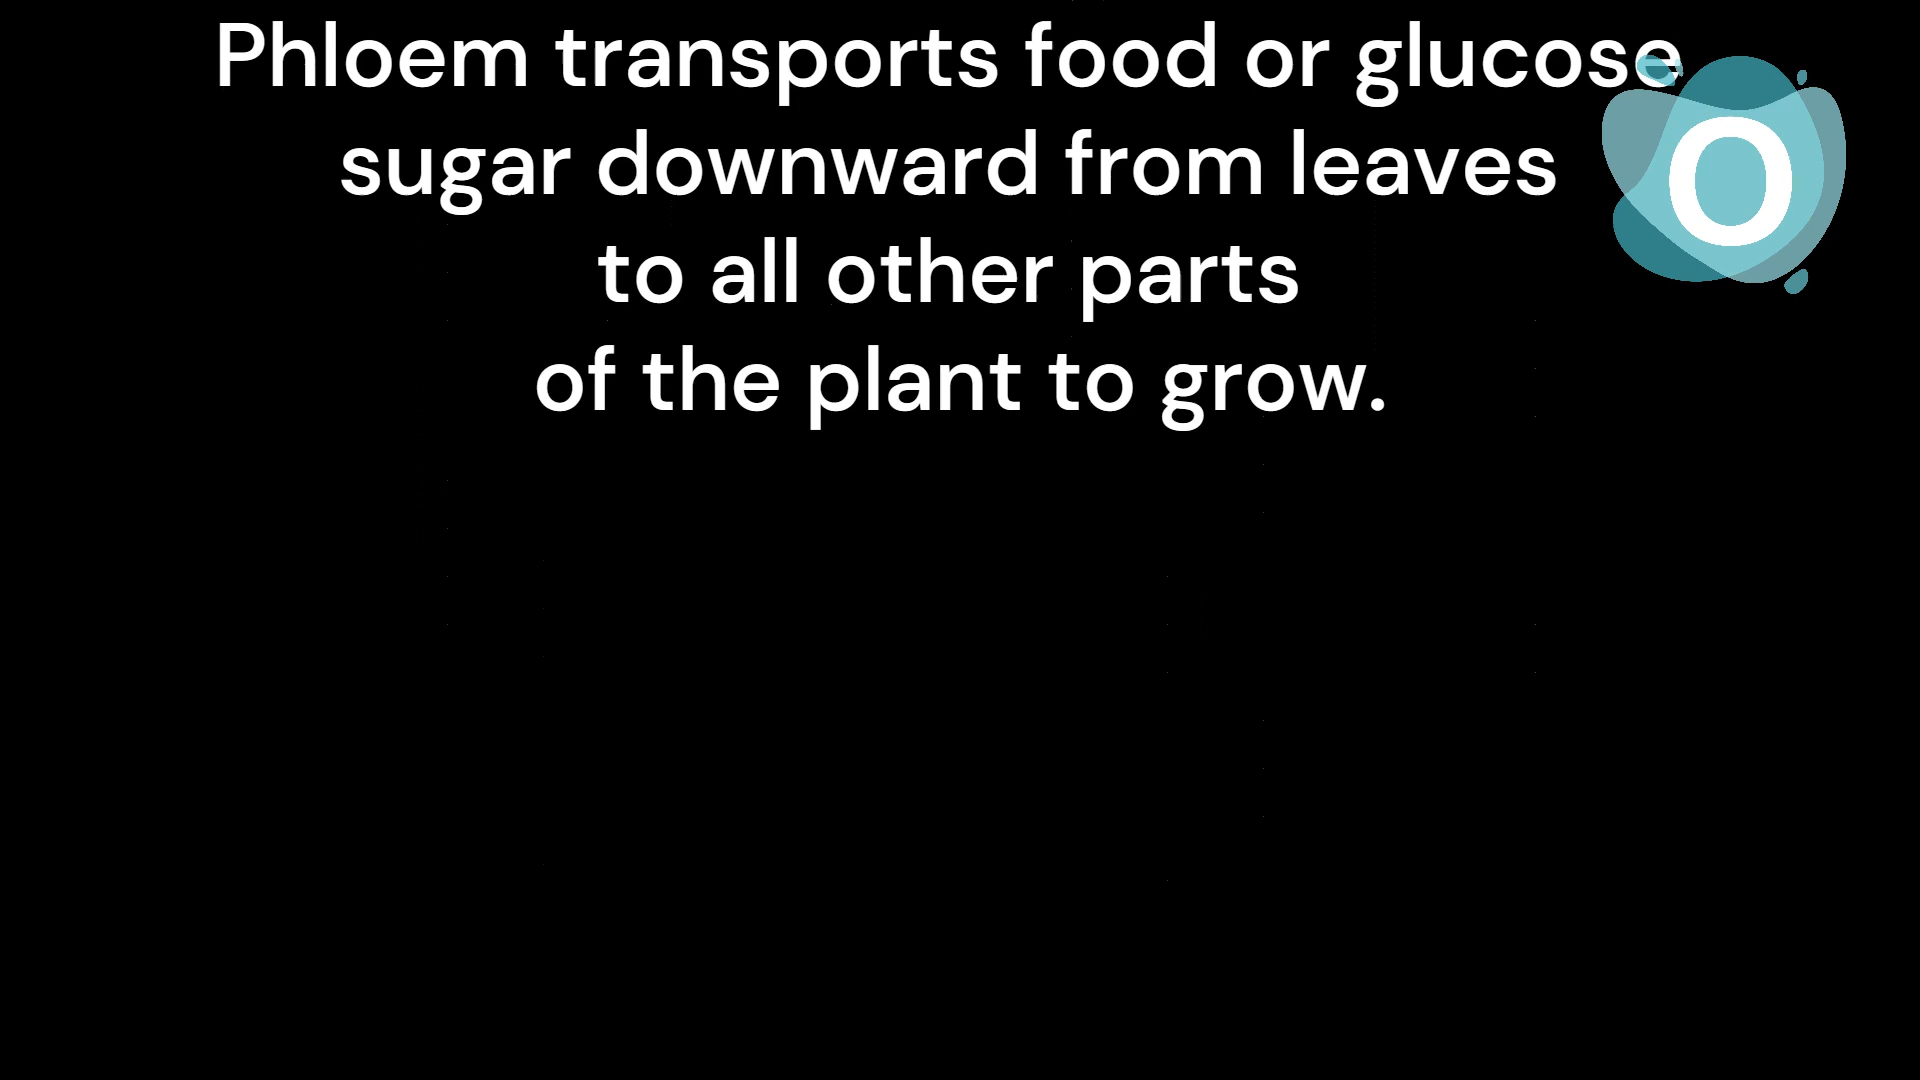 Phloem transports food or glucose
sugar downward from leaves
to all other parts
of the plant to grow.
O